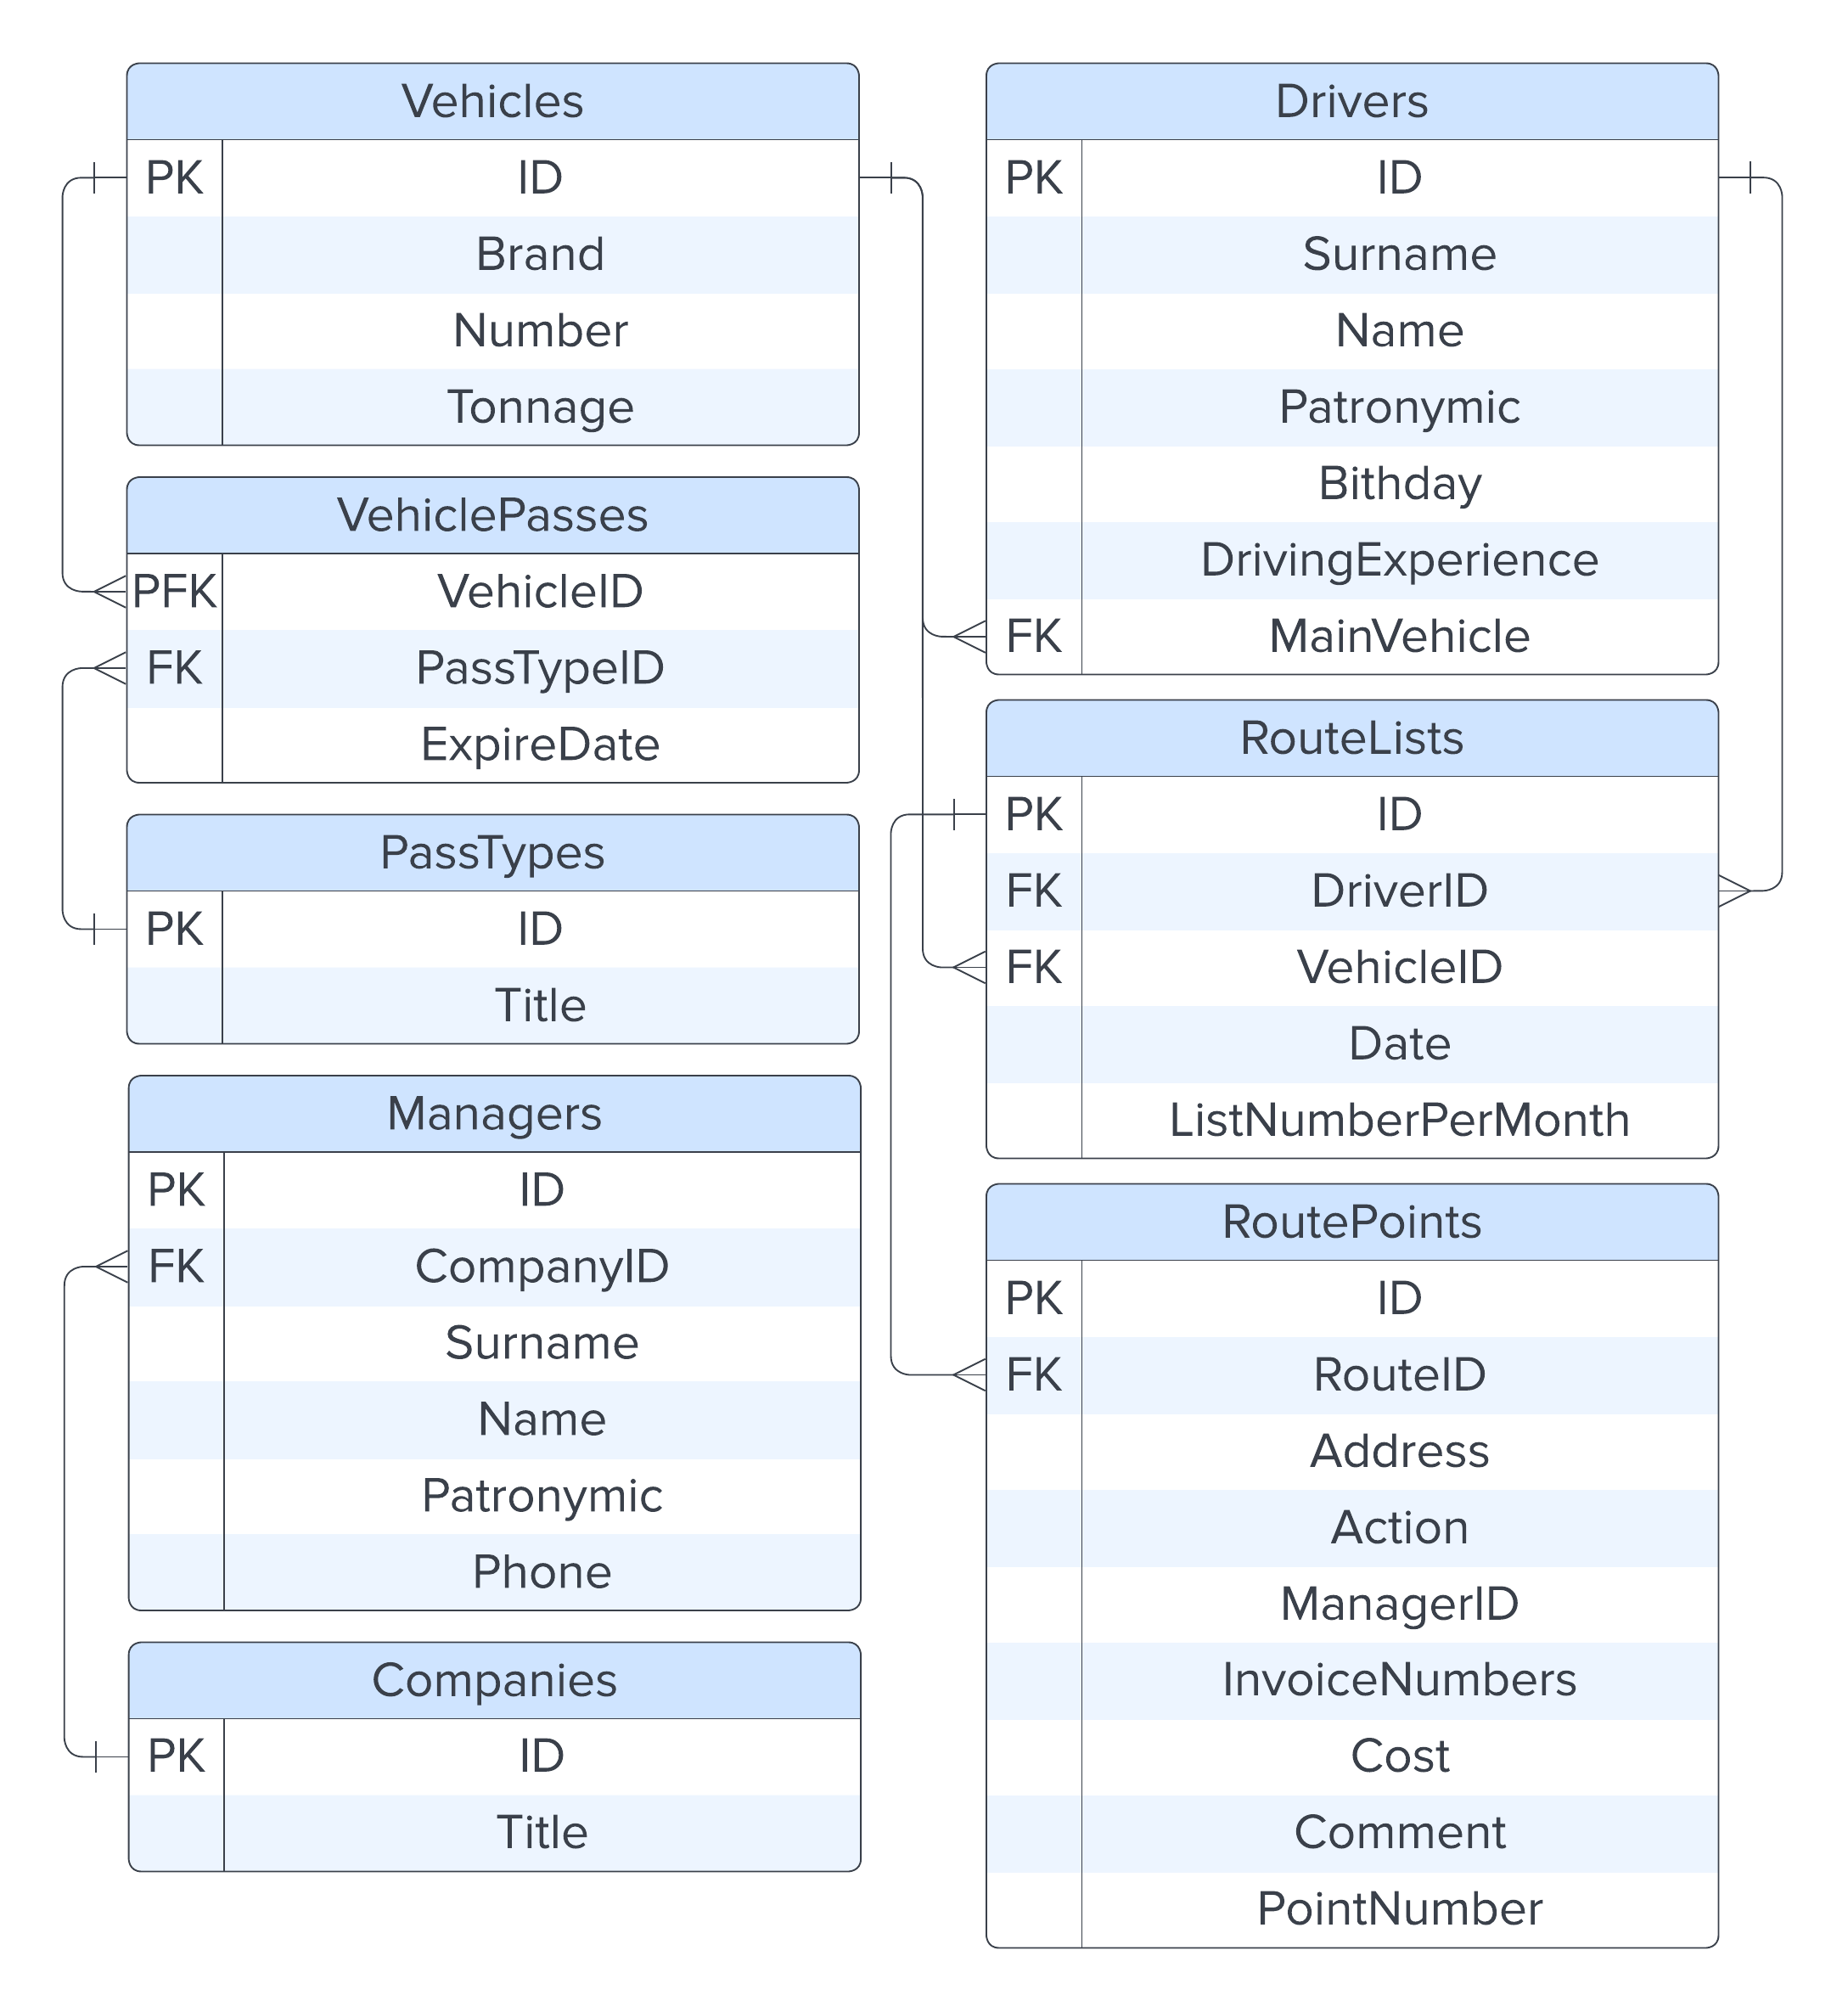 Vehicles
PK ID
Brand
Number
Tonnage
VehiclePasses
PFK VehicleID
FK PassTypeID
ExpireDate
PassTypes
PK ID
Title
Managers
PK ID
FK CompanyID
Surname
Name
Patronymic
Phone
Companies
PK ID
Title
Drivers
PK ID
Surname
Name
Patronymic
Bithday
DrivingExperience
FK MainVehicle
RouteLists
PK ID
FK DriverID
FK VehicleID
Date
ListNumberPerMonth
RoutePoints
PK ID
FK RouteID
Address
Action
ManagerID
InvoiceNumbers
Cost
Comment
PointNumber